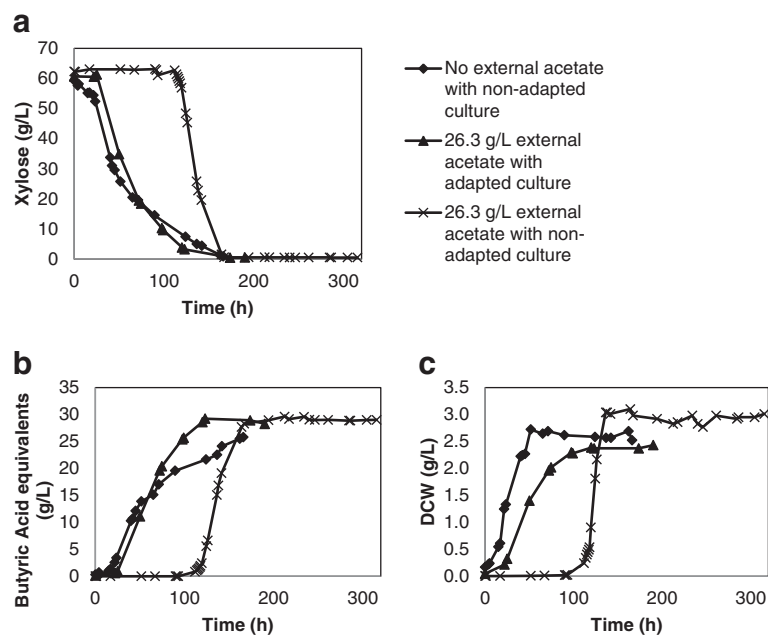 a
70
60
50
40
30
20
10
0
Xylose (g/L)
0 100 200 300
Time (h)
No external acetate
with non-adapted
culture
26.3 g/L external
acetate with
adapted culture
26.3 g/L external
acetate with non-
adapted culture
b
35
30
25
20
15
10
5
0
Butyric Acid equivalents
(g/L)
0 100 200 300
Time (h)
c
3.5
3.0
2.5
2.0
1.5
1.0
0.5
0.0
DCW (g/L)
0 100 200 300
Time (h)